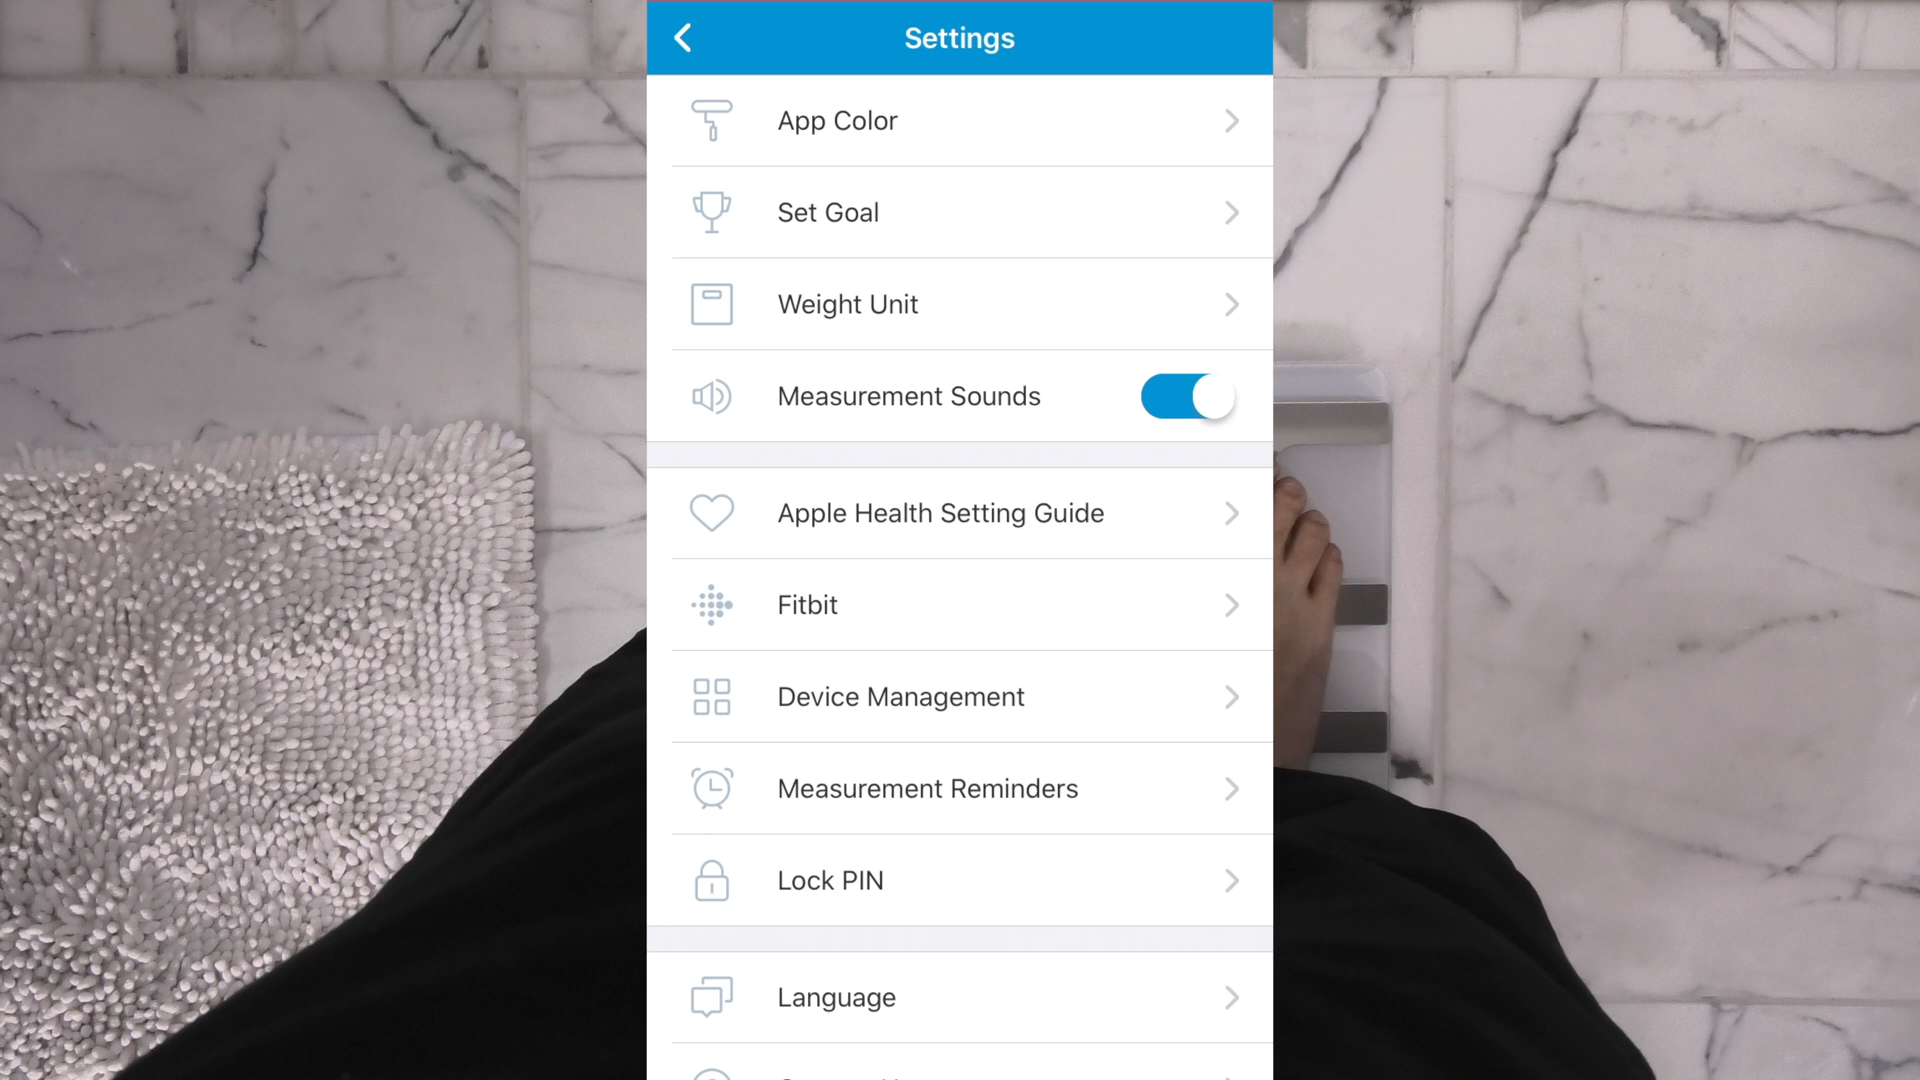 Settings
App Color
Set Goal
Weight Unit
Measurement Sounds
Apple Health Setting Guide
Fitbit
Device Management
Measurement Reminders
Lock PIN
Language